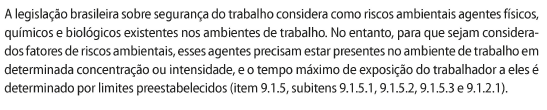 A legislação brasileira sobre segurança do trabalho considera como riscos ambientais agentes físicos,
químicos e biológicos existentes nos ambientes de trabalho. No entanto, para que sejam considera-
dos fatores de riscos ambientais, esses agentes precisam estar presentes no ambiente de trabalho em
determinada concentração ou intensidade, e o tempo máximo de exposição do trabalhador a eles é
determinado por limites preestabelecidos (item 9.1.5, subitens 9.1.5.1, 9.1.5.2, 9.1.5.3 e 9.1.2.1).